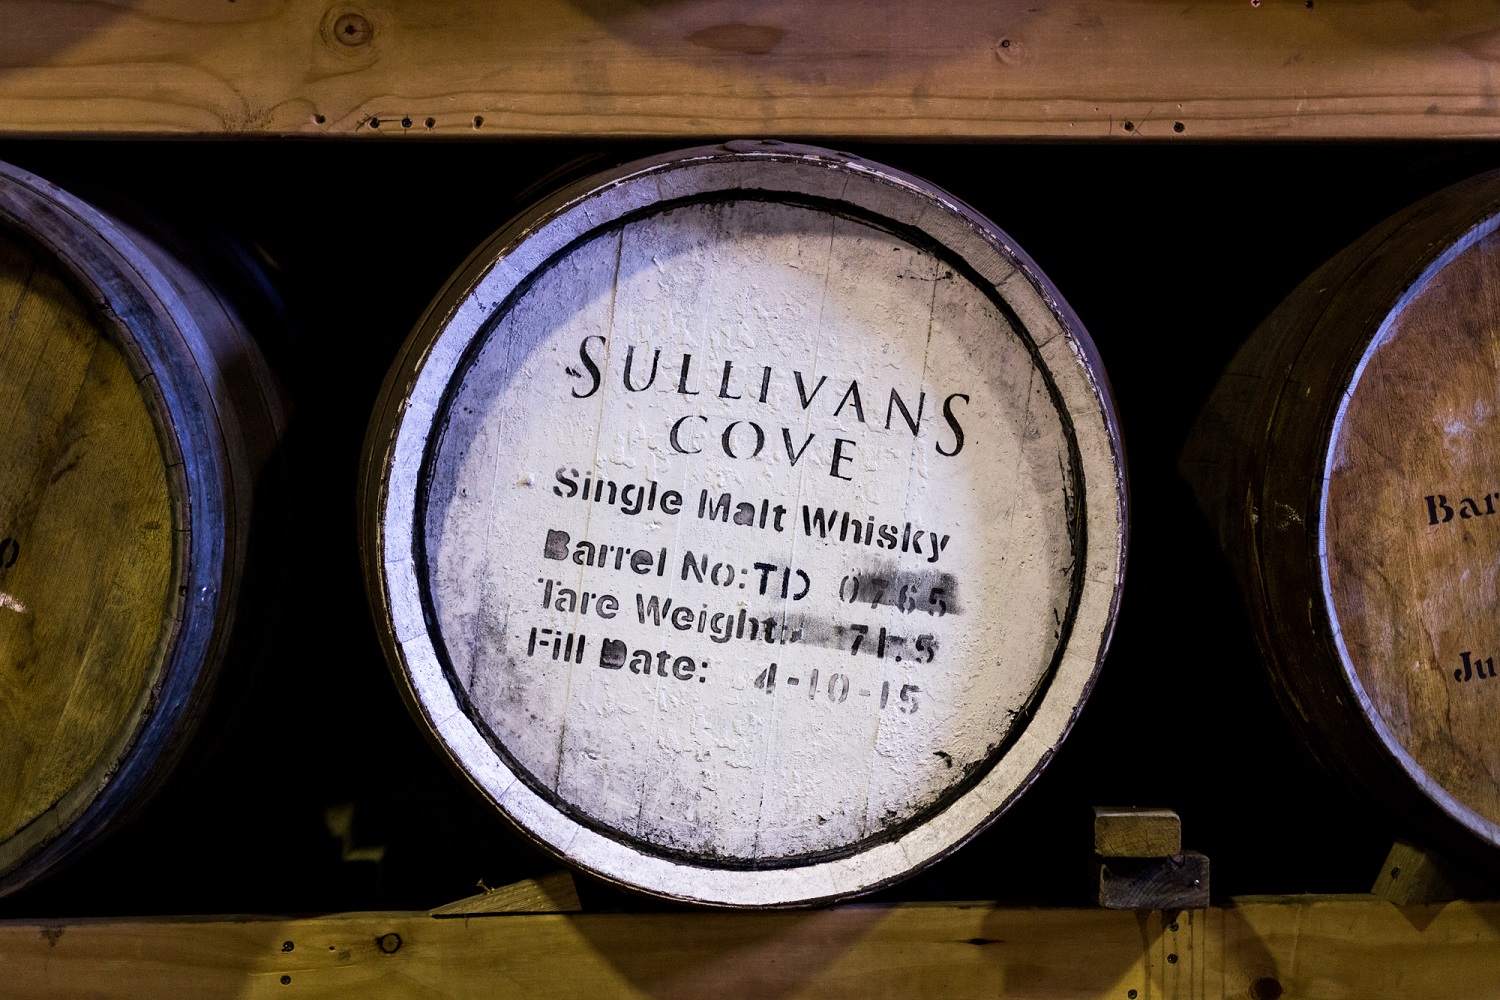 SULLIVANS
COVE
Single Malt Whisky
Barrel No: TD 0765
Tare Weight: 71.5
Fill Date: 4-10-15